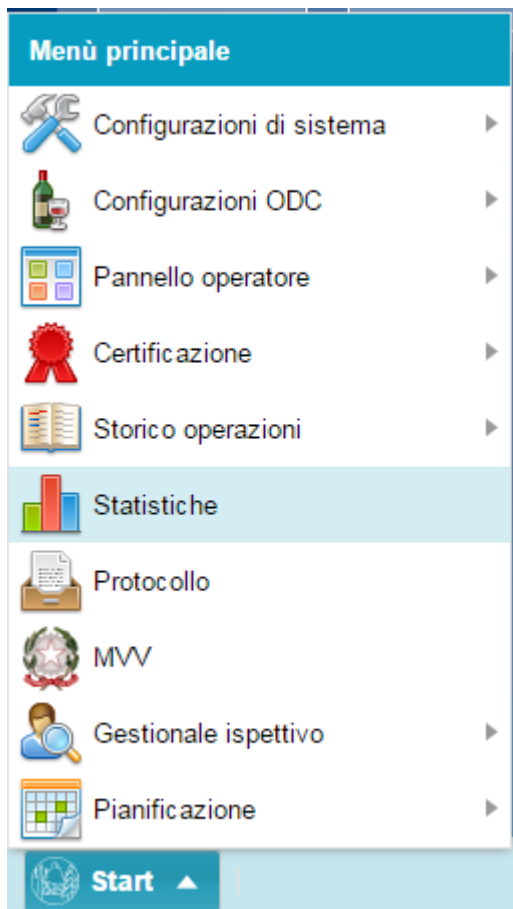 Menù principale
Configurazioni di sistema
Configurazioni ODC
Pannello operatore
Certificazione
Storico operazioni
Statistiche
Protocollo
MVV
Gestionale ispettivo
Pianificazione
Start